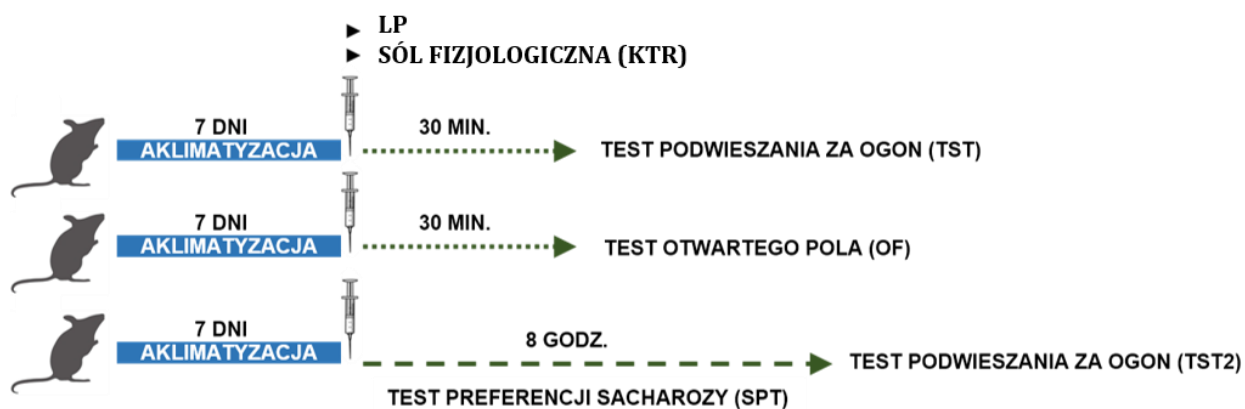 LP
SÓL FIZJOLOGICZNA (KTR)
7 DNI
AKLIMATYZACJA
30 MIN.
TEST PODWIESZANIA ZA OGON (TST)
7 DNI
AKLIMATYZACJA
30 MIN.
TEST OTWARTEGO POLA (OF)
7 DNI
AKLIMATYZACJA
8 GODZ.
TEST PODWIESZANIA ZA OGON (TST2)
TEST PREFERENCJI SACHAROZY (SPT)